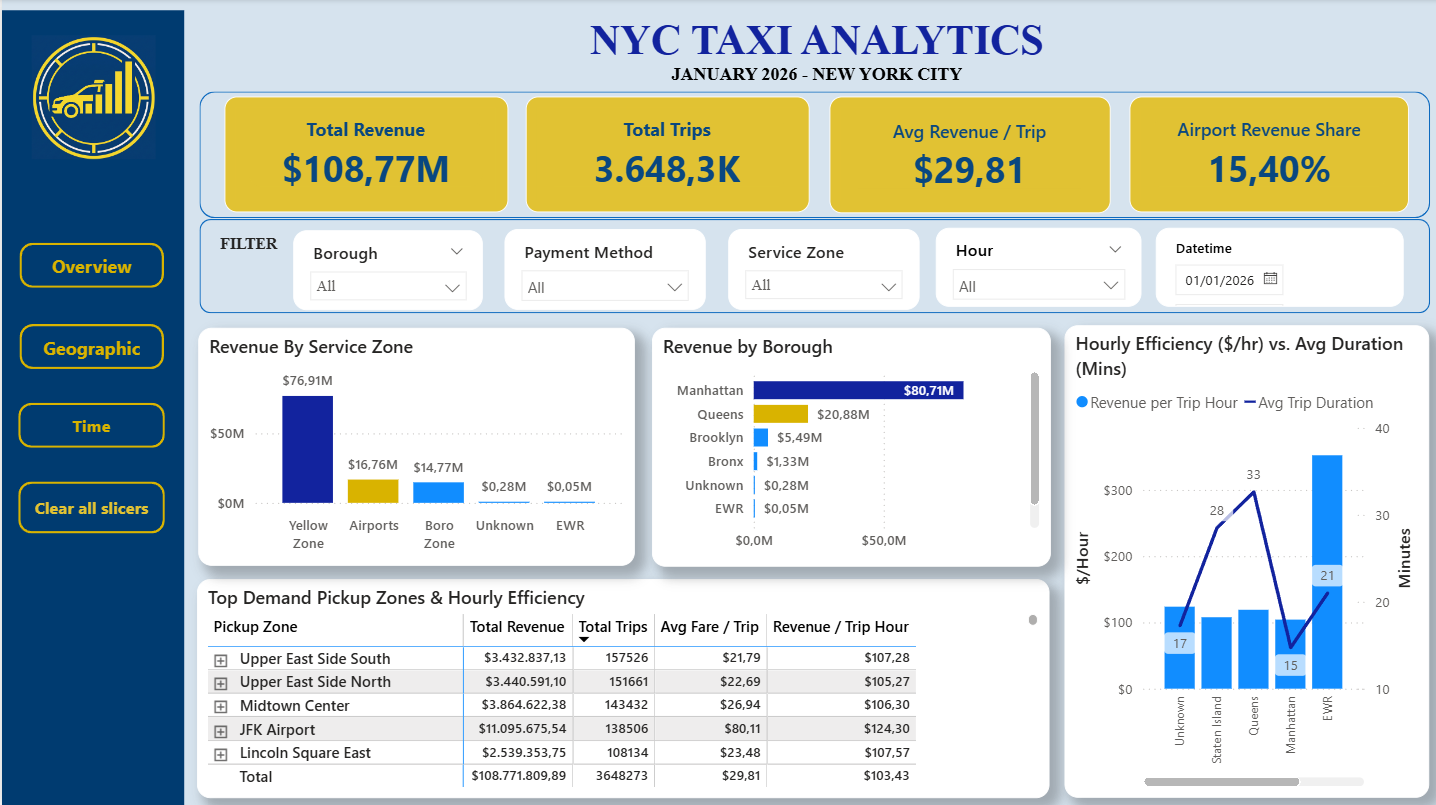 NYC TAXI ANALYTICS
JANUARY 2026 - NEW YORK CITY
Total Revenue
$108,77M
Total Trips
3.648,3K
Avg Revenue / Trip
$29,81
Airport Revenue Share
15,40%
Overview
Geographic
Time
Clear all slicers
FILTER
Borough
All
Payment Method
All
Service Zone
All
Hour
All
Datetime
01/01/2026
Revenue By Service Zone
$76,91M
$50M
$16,76M
$14,77M
$0,28M
$0,05M
$0M
Yellow Zone
Airports
Boro Zone
Unknown
EWR
Revenue by Borough
Manhattan $80,71M
Queens $20,88M
Brooklyn $5,49M
Bronx $1,33M
Unknown $0,28M
EWR $0,05M
$0,0M $50,0M
Hourly Efficiency ($/hr) vs. Avg Duration
(Mins)
Revenue per Trip Hour Avg Trip Duration
40
33
$300
28
30
$200
21
20
$100
17
15
$0
10
$/Hour
Minutes
Unknown
Staten Island
Queens
Manhattan
EWR
Top Demand Pickup Zones & Hourly Efficiency
Pickup Zone Total Revenue Total Trips Avg Fare / Trip Revenue / Trip Hour
Upper East Side South $3.432.837,13 157526 $21,79 $107,28
Upper East Side North $3.440.591,10 151661 $22,69 $105,27
Midtown Center $3.864.622,38 143432 $26,94 $106,30
JFK Airport $11.095.675,54 138506 $80,11 $124,30
Lincoln Square East $2.539.353,75 108134 $23,48 $107,57
Total $108.771.809,89 3648273 $29,81 $103,43